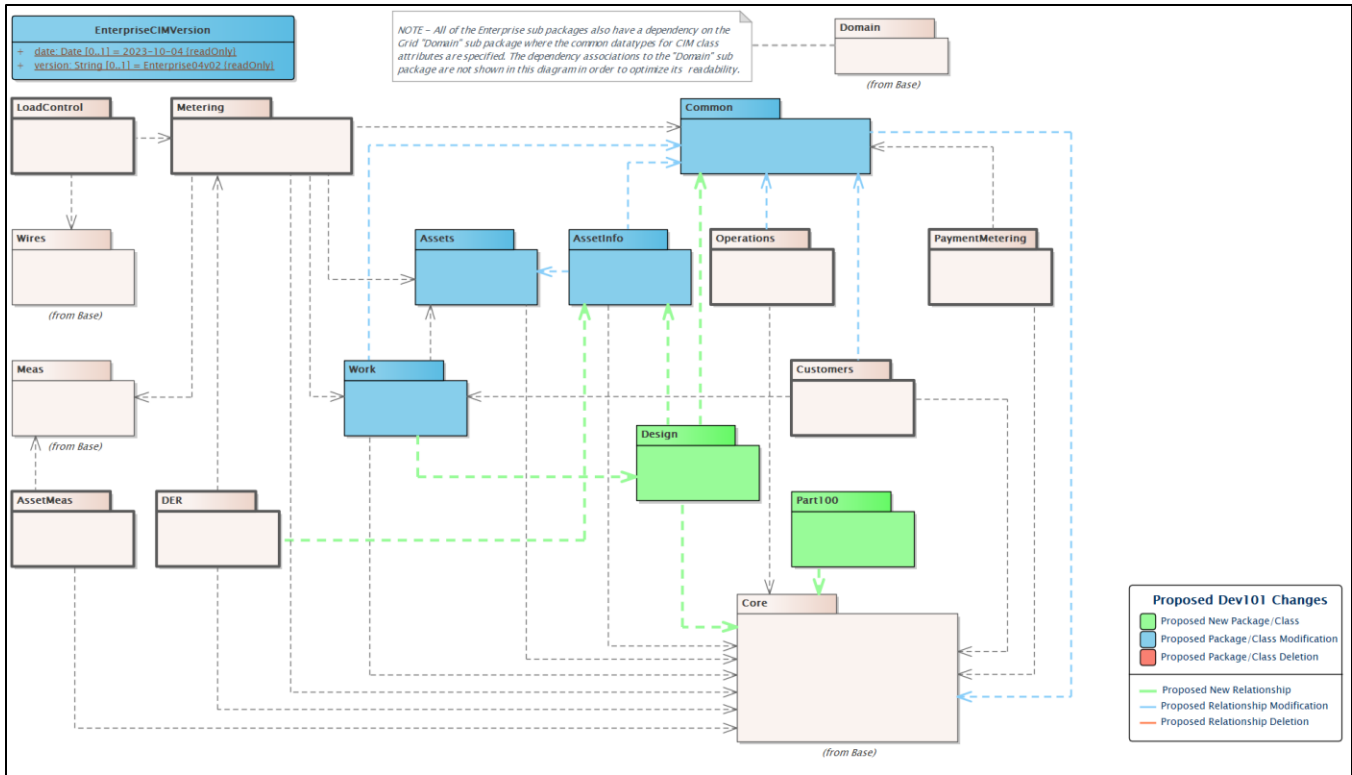 EnterpriseCIMVersion
+ date: Date [0..1] = 2023-10-04 {readOnly}
+ version: String [0..1] = Enterprise04v02 {readOnly}
NOTE - All of the Enterprise sub packages also have a dependency on the
Grid "Domain" sub package where the common datatypes for CIM class
attributes are specified. The dependency associations to the "Domain" sub
package are not shown in this diagram in order to optimize its readability.
Domain
(from Base)
LoadControl
Metering
Common
Wires
(from Base)
Assets
AssetInfo
Operations
PaymentMetering
Meas
(from Base)
Work
Customers
Design
AssetMeas
DER
Part100
Core
(from Base)
Proposed Dev101 Changes
Proposed New Package/Class
Proposed Package/Class Modification
Proposed Package/Class Deletion
Proposed New Relationship
Proposed Relationship Modification
Proposed Relationship Deletion